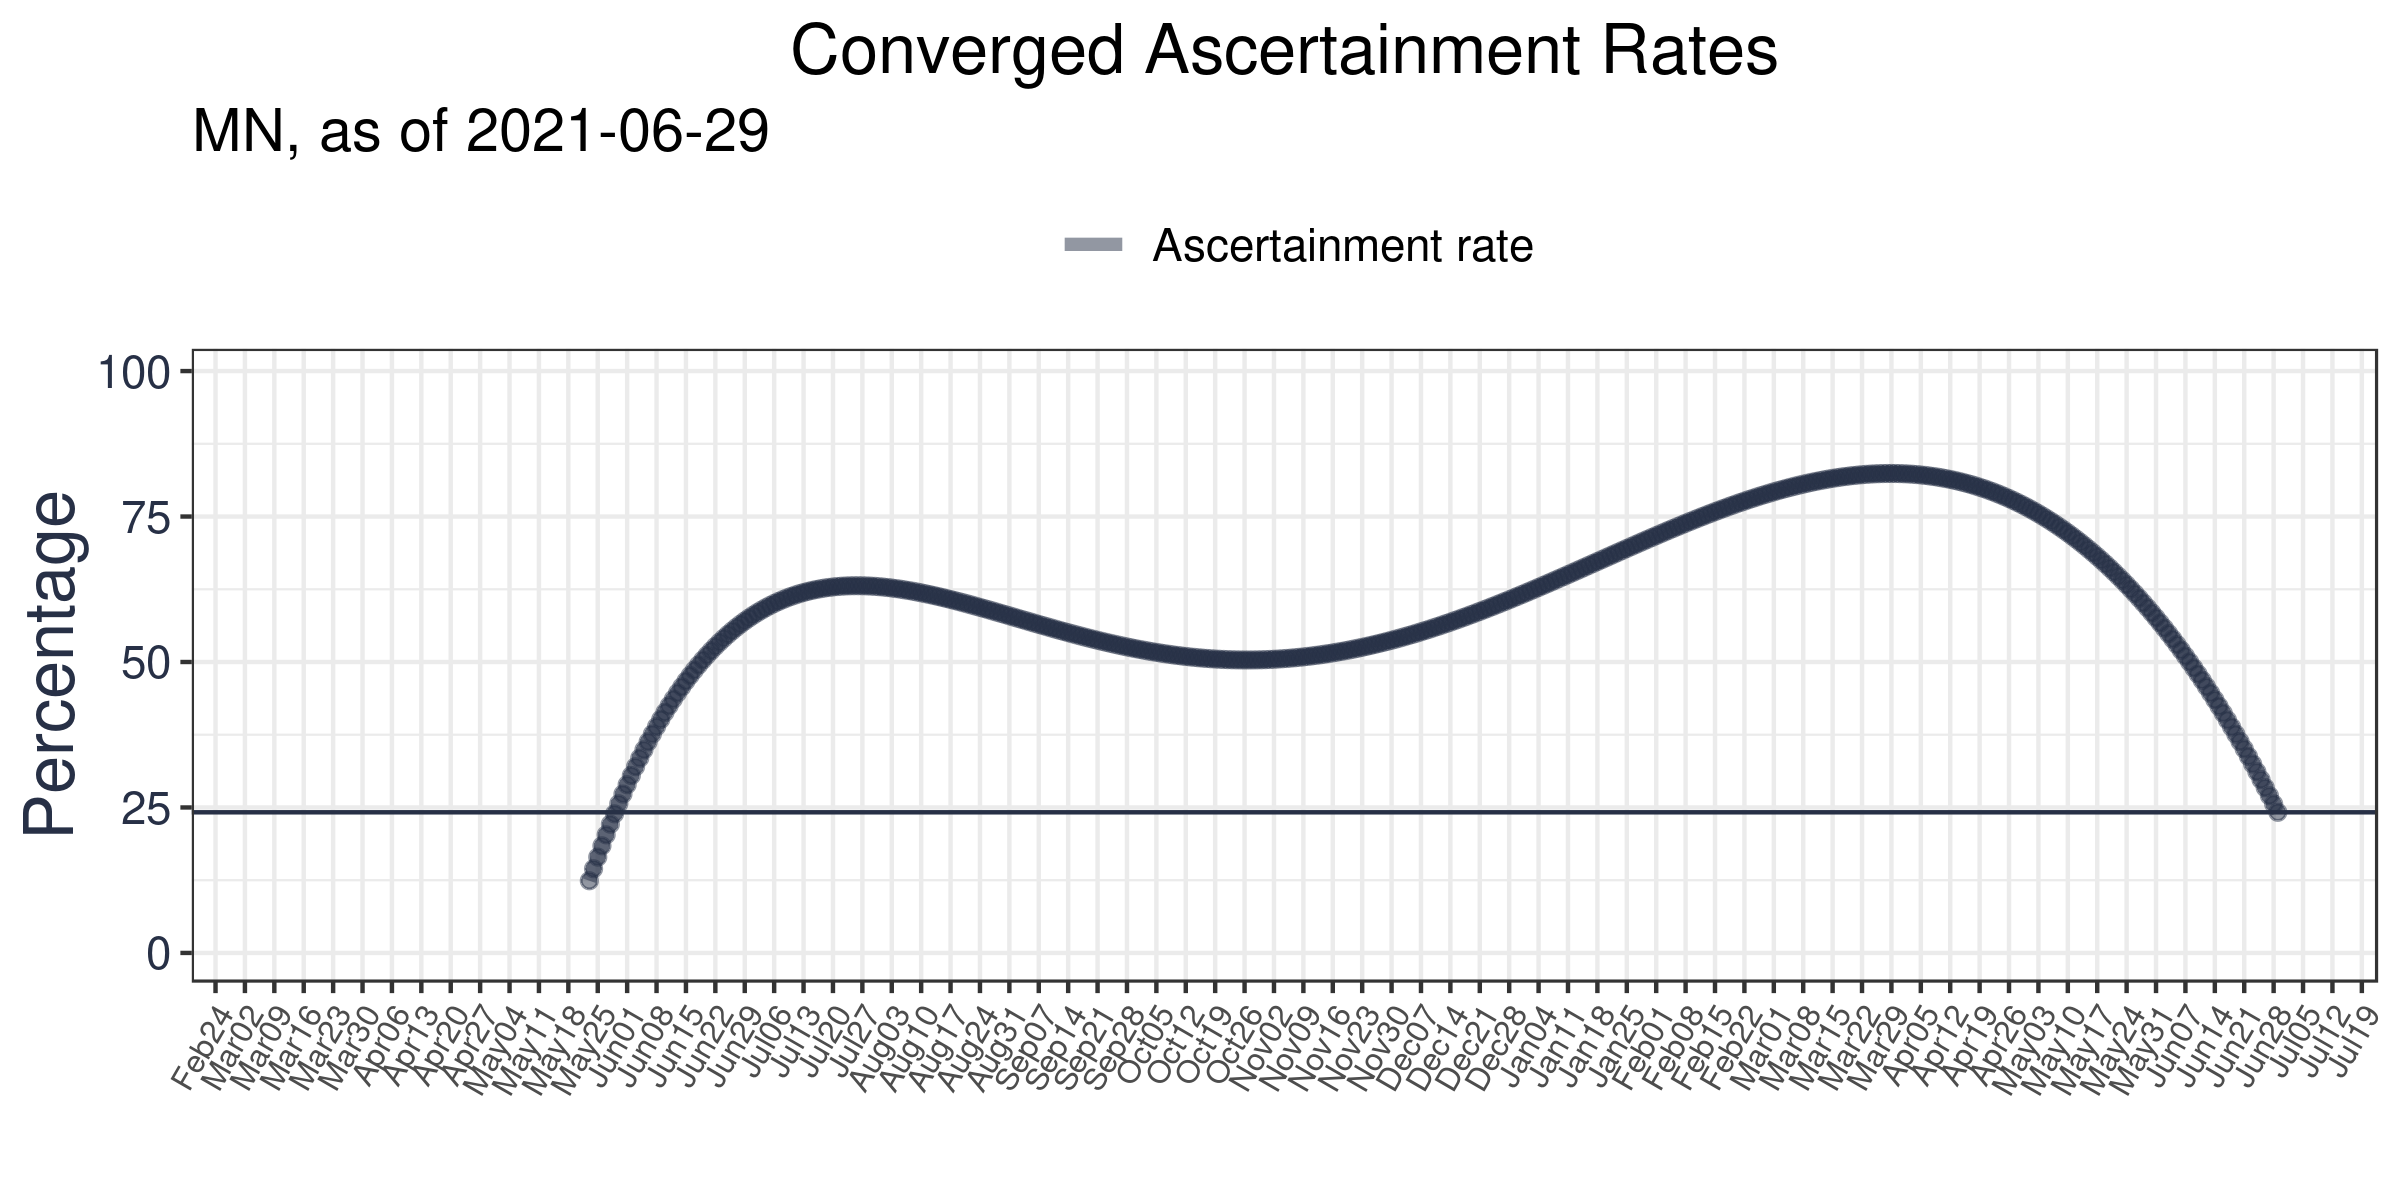 Converged Ascertainment Rates
MN, as of 2021-06-29
Ascertainment rate
Percentage
100
75
50
25
0
Feb24
Mar02
Mar09
Mar16
Mar23
Mar30
Apr06
Apr13
Apr20
Apr27
May04
May11
May18
May25
Jun01
Jun08
Jun15
Jun22
Jun29
Jul06
Jul13
Jul20
Jul27
Aug03
Aug10
Aug17
Aug24
Aug31
Sep07
Sep14
Sep21
Sep28
Oct05
Oct12
Oct19
Oct26
Nov02
Nov09
Nov16
Nov23
Nov30
Dec07
Dec14
Dec21
Dec28
Jan04
Jan11
Jan18
Jan25
Feb01
Feb08
Feb15
Feb22
Mar01
Mar08
Mar15
Mar22
Mar29
Apr05
Apr12
Apr19
Apr26
May03
May10
May17
May24
May31
Jun07
Jun14
Jun21
Jun28
Jul05
Jul12
Jul19